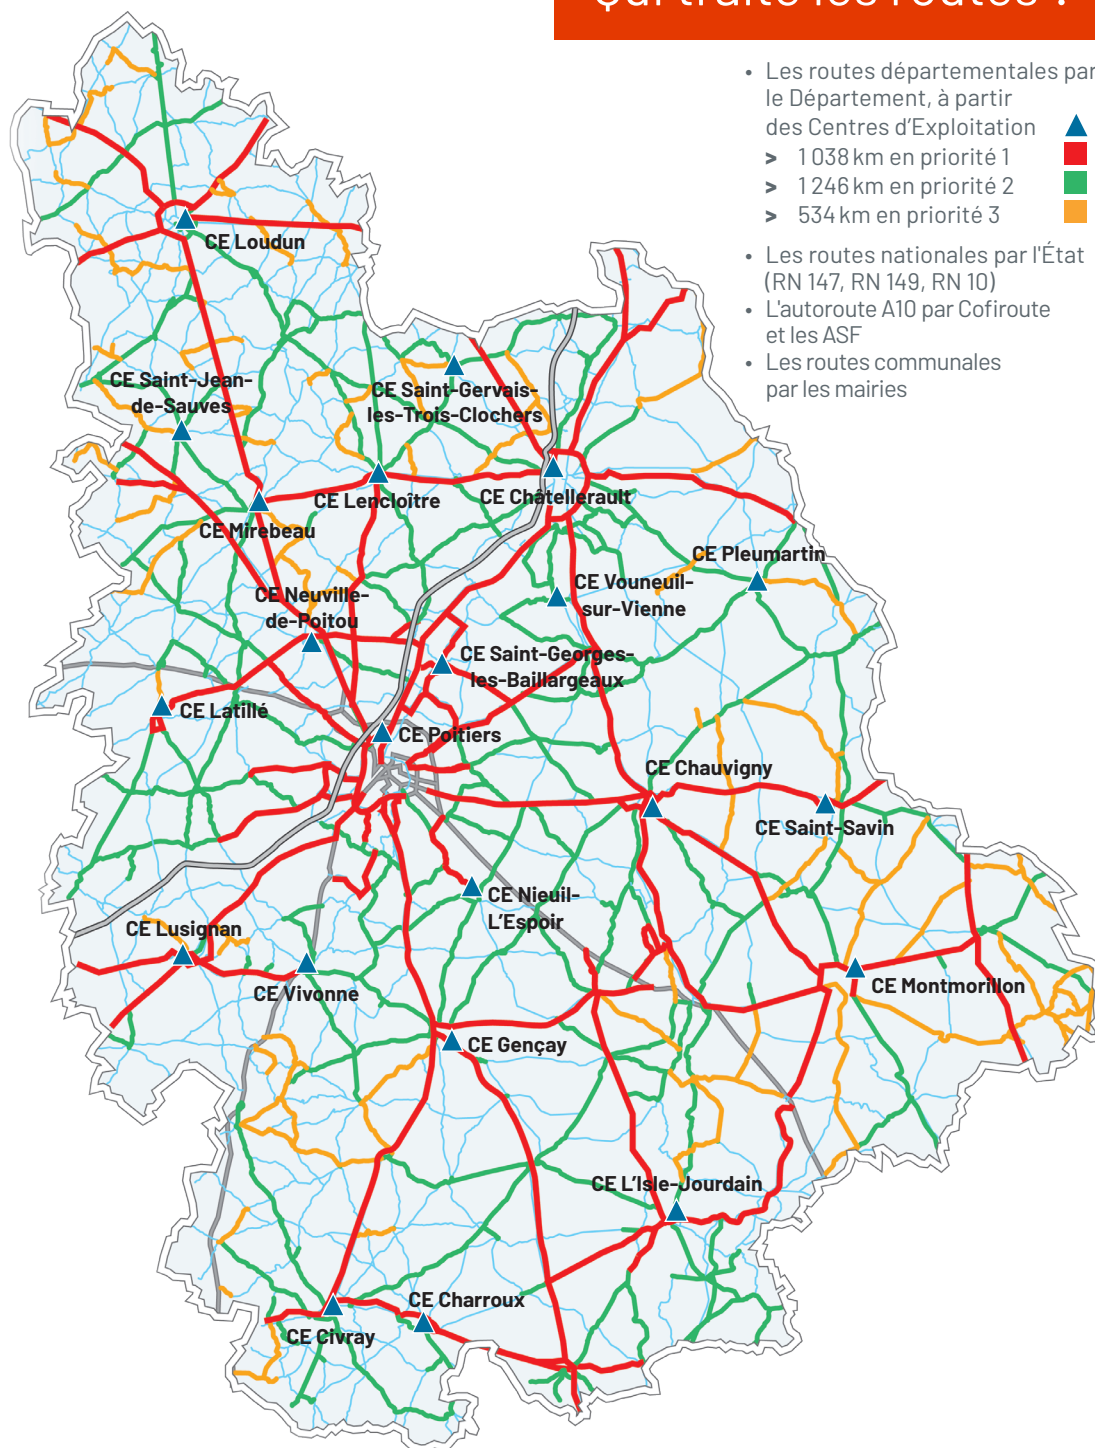 Qui traite les routes ?
• Les routes départementales par
le Département, à partir
des Centres d'Exploitation
> 1 038 km en priorité 1
> 1 246 km en priorité 2
> 534 km en priorité 3
• Les routes nationales par l'État
(RN 147, RN 149, RN 10)
• L'autoroute A10 par Cofiroute
et les ASF
• Les routes communales
par les mairies
CE Loudun
CE Saint-Jean-
de-Sauves
CE Saint-Gervais-
les-Trois-Clochers
CE Lencloître
CE Châtellerault
CE Mirebeau
CE Pleumartin
CE Neuville-
de-Poitou
CE Vouneuil-
sur-Vienne
CE Saint-Georges-
les-Baillargeaux
CE Latillé
CE Poitiers
CE Chauvigny
CE Saint-Savin
CE Nieuil-
L'Espoir
CE Lusignan
CE Vivonne
CE Montmorillon
CE Gençay
CE L'Isle-Jourdain
CE Charroux
CE Civray